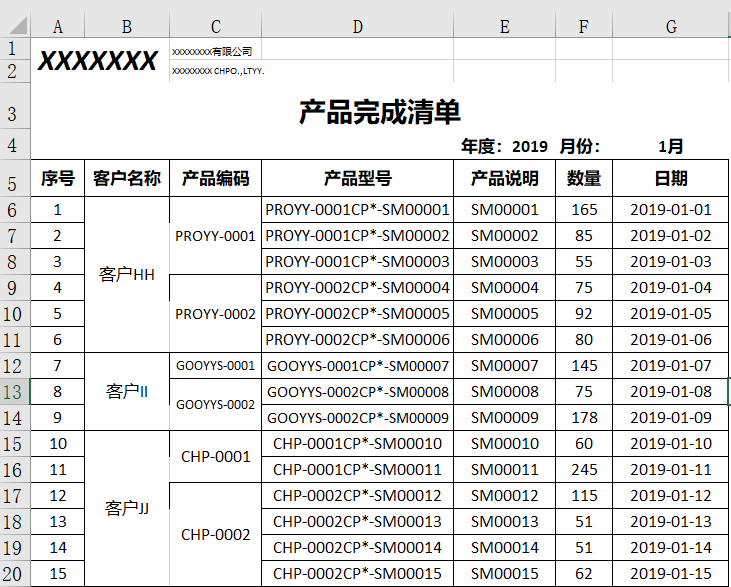 A B C D E F G
1 XXXXXXX XXXXXXXX有限公司
2 XXXXXXXX CHPO.,LTYY.
3 产品完成清单
4 年度：2019 月份： 1月
5 序号 客户名称 产品编码 产品型号 产品说明 数量 日期
6 1 PROYY-0001CP*-SM00001 SM00001 165 2019-01-01
7 2 PROYY-0001 PROYY-0001CP*-SM00002 SM00002 85 2019-01-02
8 3 客户HH PROYY-0001CP*-SM00003 SM00003 55 2019-01-03
9 4 PROYY-0002CP*-SM00004 SM00004 75 2019-01-04
10 5 PROYY-0002 PROYY-0002CP*-SM00005 SM00005 92 2019-01-05
11 6 PROYY-0002CP*-SM00006 SM00006 80 2019-01-06
12 7 GOOYYS-0001 GOOYYS-0001CP*-SM00007 SM00007 145 2019-01-07
13 8 客户II GOOYYS-0002 GOOYYS-0002CP*-SM00008 SM00008 75 2019-01-08
14 9 GOOYYS-0002CP*-SM00009 SM00009 178 2019-01-09
15 10 CHP-0001 CHP-0001CP*-SM00010 SM00010 60 2019-01-10
16 11 CHP-0001CP*-SM00011 SM00011 245 2019-01-11
17 12 CHP-0002CP*-SM00012 SM00012 115 2019-01-12
18 13 客户JJ CHP-0002CP*-SM00013 SM00013 51 2019-01-13
19 14 CHP-0002 CHP-0002CP*-SM00014 SM00014 51 2019-01-14
20 15 CHP-0002CP*-SM00015 SM00015 62 2019-01-15